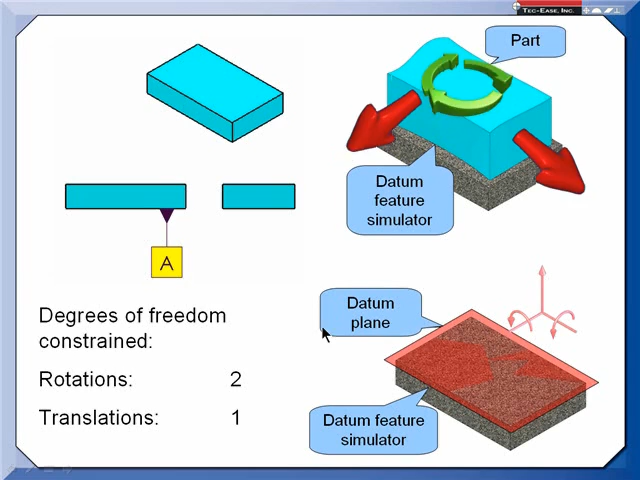 TEC-EASE, INC.
Part
Datum
feature
simulator
A
Degrees of freedom
constrained:
Rotations: 2
Translations: 1
Datum
plane
Datum feature
simulator